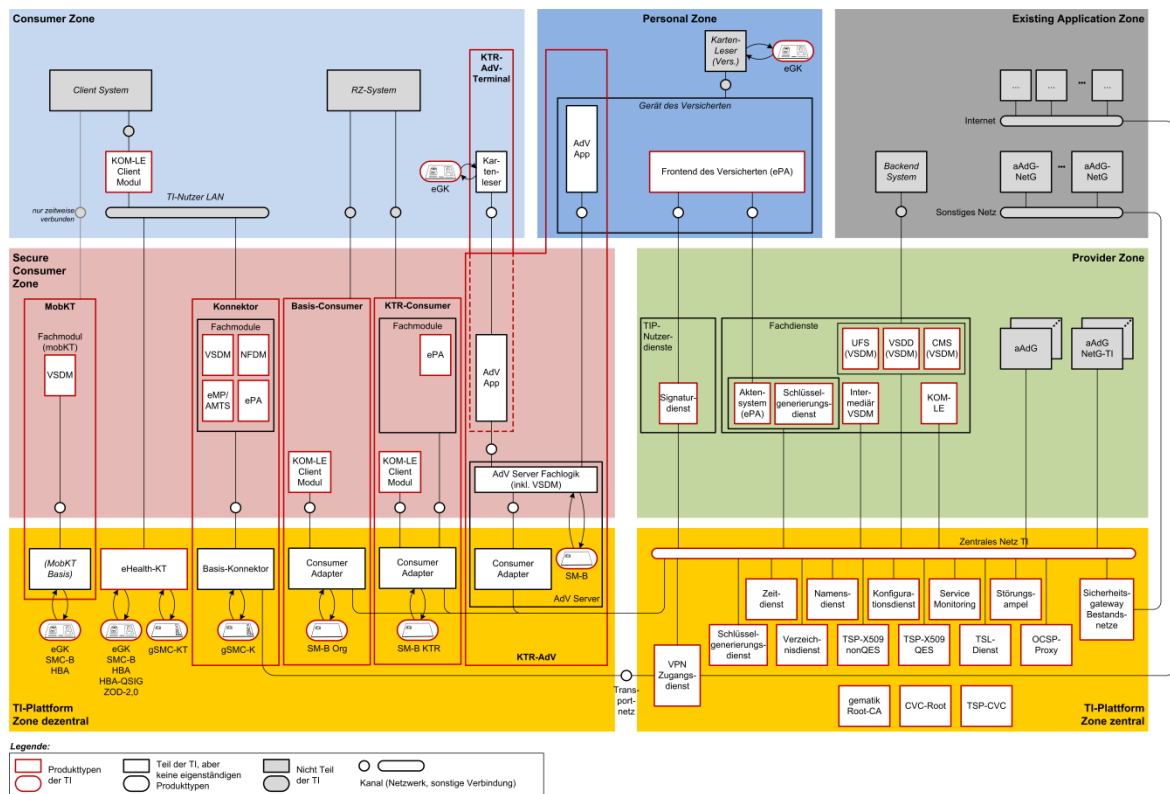 Consumer Zone
Client System
RZ-System
KTR-
AdV-
Terminal
KOM-LE
Client
Modul
TI-Nutzer LAN
nur zeitweise
verbunden
eGK
Kar-
ten-
leser
Personal Zone
Karten-
Leser
(Vers.)
eGK
Gerät des Versicherten
AdV
App
Frontend des Versicherten (ePA)
Existing Application Zone
...
...
...
...
Internet
Backend
System
aAdG-
NetG
...
aAdG-
NetG
Sonstiges Netz
Secure
Consumer
Zone
MobKT
Fachmodul
(mobKT)
VSDM
Konnektor
Fachmodule
VSDM
NFDM
eMP/
AMTS
ePA
Basis-Consumer
KOM-LE
Client
Modul
KTR-Consumer
Fachmodule
ePA
KOM-LE
Client
Modul
AdV
App
AdV Server Fachlogik
(inkl. VSDM)
Provider Zone
TIP-
Nutzer-
dienste
Signatur-
dienst
Fachdienste
UFS
(VSDM)
VSDD
(VSDM)
CMS
(VSDM)
Akten-
system
(ePA)
Schlüssel-
generierungs-
dienst
Inter-
mediär
VSDM
KOM-
LE
aAdG
aAdG
NetG-TI
(MobKT
Basis)
eGK
SMC-B
HBA
eHealth-KT
eGK
SMC-B
HBA
HBA-QSIG
ZOD-2,0
gSMC-KT
Basis-Konnektor
gSMC-K
Consumer
Adapter
SM-B Org
Consumer
Adapter
SM-B KTR
Consumer
Adapter
SM-B
AdV Server
KTR-AdV
TI-Plattform
Zone dezentral
Trans-
port-
netz
Zentrales Netz TI
Zeit-
dienst
Namens-
dienst
Konfigu-
rationsdienst
Service
Monitoring
Störungs-
ampel
Sicherheits-
gateway
Bestands-
netze
Schlüssel-
generierungs-
dienst
Verzeich-
nisdienst
TSP-X509
nonQES
TSP-X509
QES
TSL-
Dienst
OCSP-
Proxy
VPN
Zugangs-
dienst
gematik
Root-CA
CVC-Root
TSP-CVC
TI-Plattform
Zone zentral
Legende:
Produkttypen
der TI
Teil der TI, aber
keine eigenständigen
Produkttypen
Nicht Teil
der TI
Kanal (Netzwerk, sonstige Verbindung)